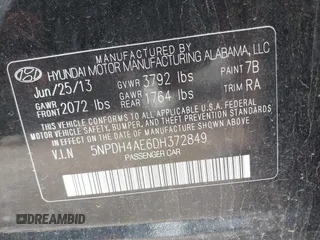 MANUFACTURED BY
HYUNDAI MOTOR MANUFACTURING ALABAMA, LLC
Jun/25/13 GVWR 3792 lbs PAINT 7B
GAWR FRONT 2072 lbs GAWR REAR 1764 lbs TRIM RA
THIS VEHICLE CONFORMS TO ALL APPLICABLE FEDERAL MOTOR VEHICLE SAFETY, BUMPER, AND THEFT PREVENTION STANDARDS IN EFFECT ON THE DATE OF MANUFACTURE SHOWN ABOVE.
V.I.N 5NPDH4AE6DH372849
PASSENGER CAR
DREAMBID